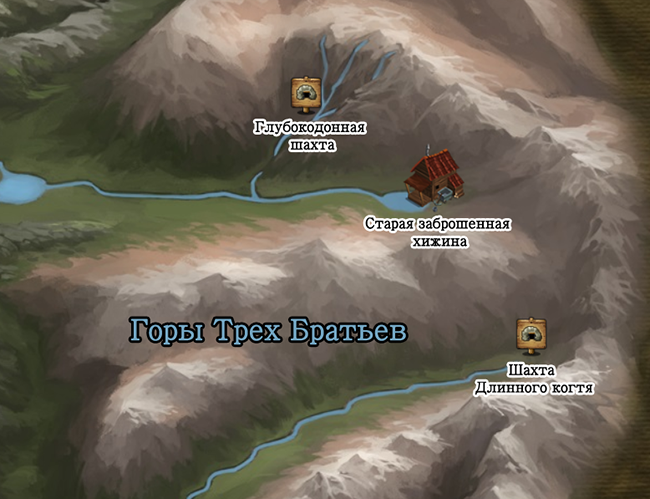 Глубокодонная
шахта
Старая заброшенная
хижина
Горы Трех Братьев
Шахта
Длинного когтя